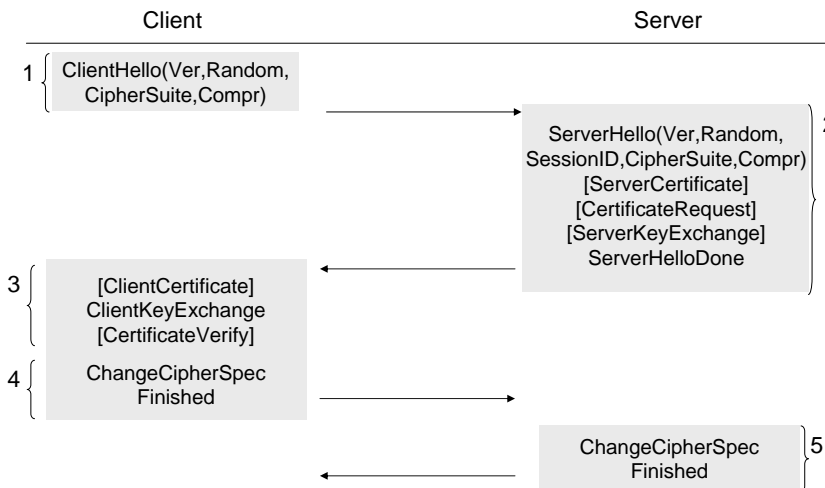 Client
Server
1
ClientHello(Ver,Random,
CipherSuite,Compr)
ServerHello(Ver,Random,
SessionID,CipherSuite,Compr)
[ServerCertificate]
[CertificateRequest]
[ServerKeyExchange]
ServerHelloDone
3
[ClientCertificate]
ClientKeyExchange
[CertificateVerify]
4
ChangeCipherSpec
Finished
ChangeCipherSpec
Finished
5